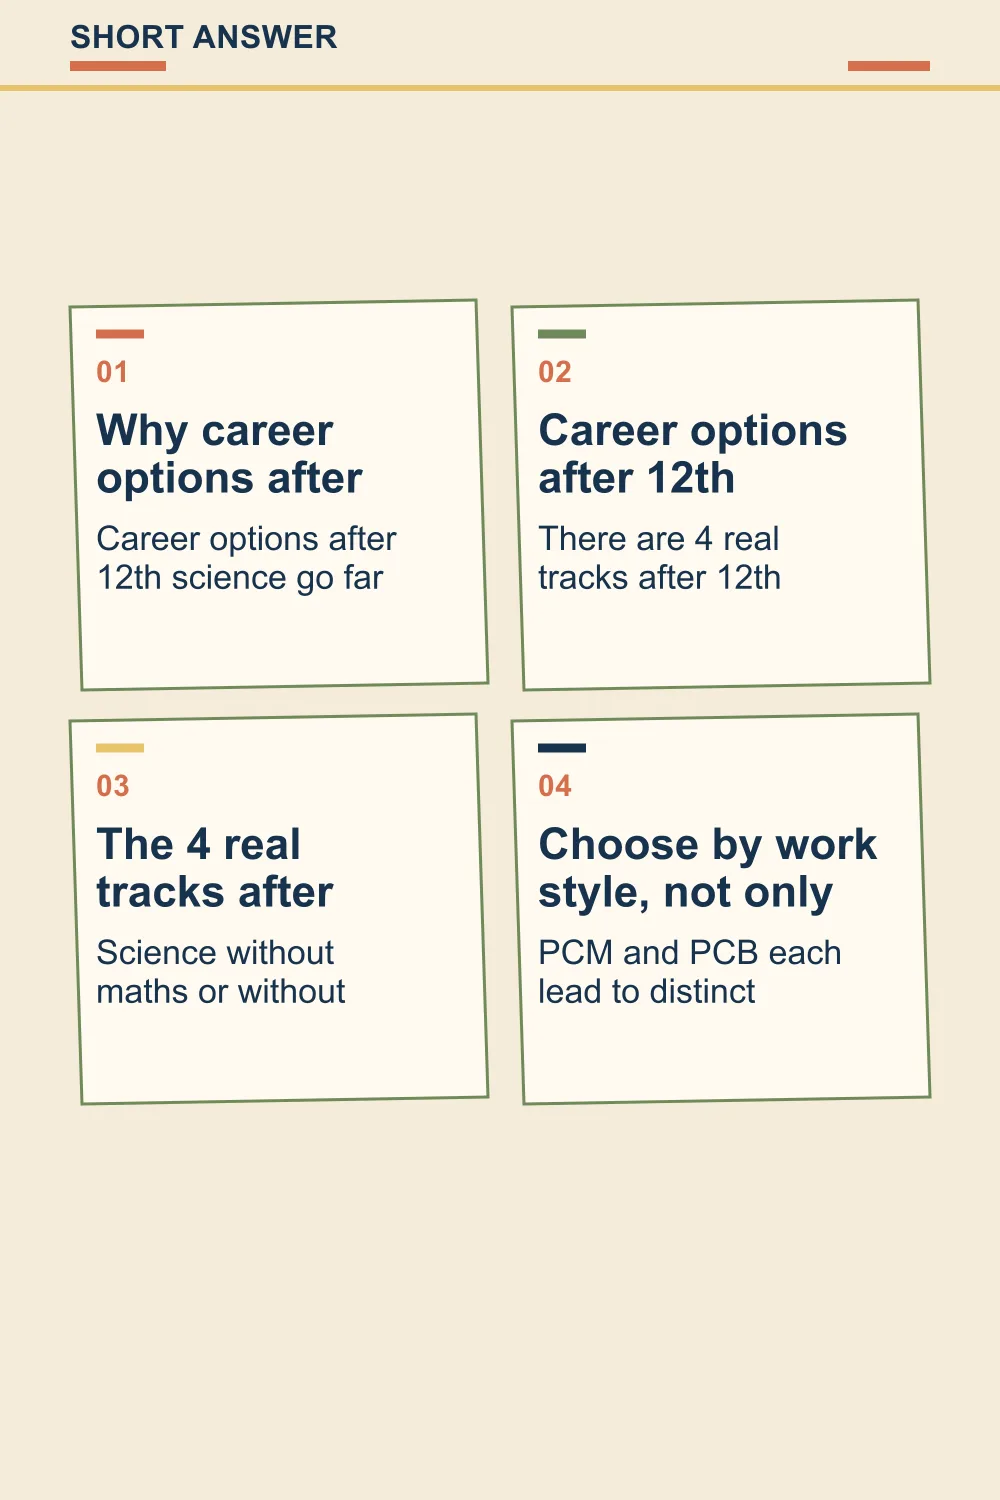 SHORT ANSWER
01
Why career
options after
Career options after
12th science go far
02
Career options
after 12th
There are 4 real
tracks after 12th
03
The 4 real
tracks after
Science without
maths or without
04
Choose by work
style, not only
PCM and PCB each
lead to distinct